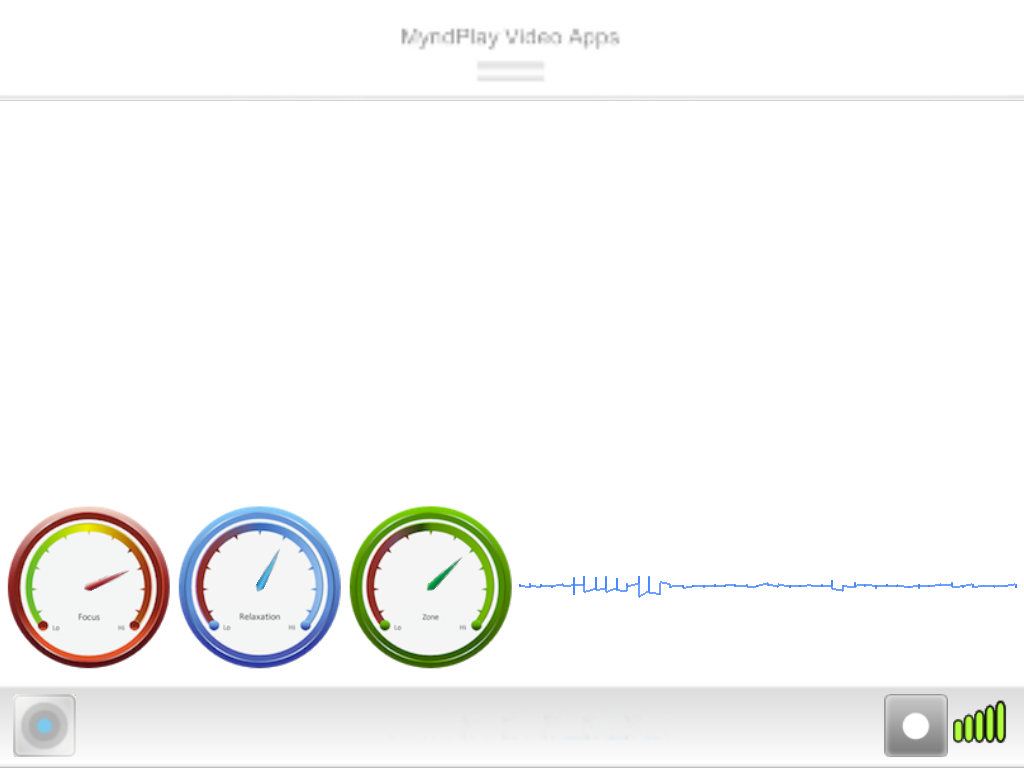 MyndPlay Video Apps
Focus
Lo Hi
Relaxation
Lo Hi
Zone
Lo Hi